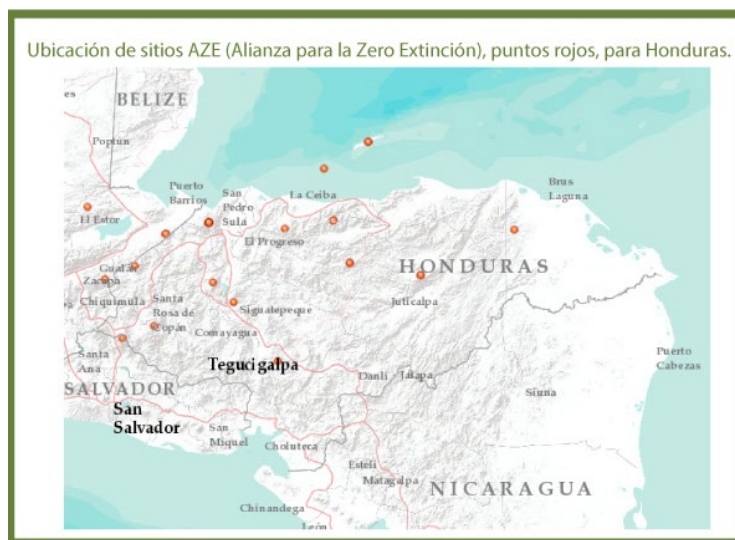 Ubicación de sitios AZE (Alianza para la Zero Extinción), puntos rojos, para Honduras.
es
BELIZE
Poptun
Puerto
Barrios
San
Pedro
Sula
La Ceiba
Brus
Laguna
El Estor
El Progreso
Gualan
Zacapa
HONDURAS
Chiquimula
Santa
Rosa de
Copán
Siguatepeque
Juticalpa
Comayagua
Santa
Ana
Tegucigalpa
Danlí
Jalapa
Puerto
Cabezas
SALVADOR
Siuna
San
Salvador
San
Miquel
Choluteca
Estelí
Matagalpa
NICARAGUA
Chinandega
León